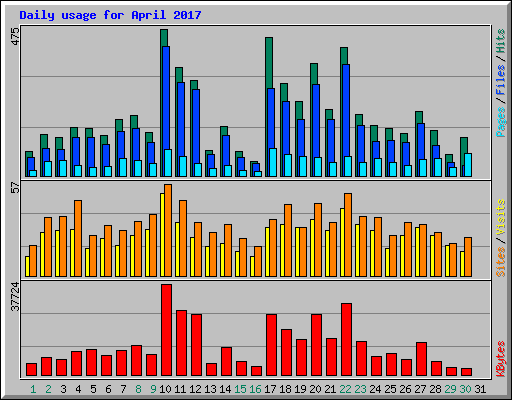 Daily usage for April 2017
475
Pages / Files / Hits
57
Sites / Visits
37724
KBytes
1 2 3 4 5 6 7 8 9 10 11 12 13 14 15 16 17 18 19 20 21 22 23 24 25 26 27 28 29 30 31